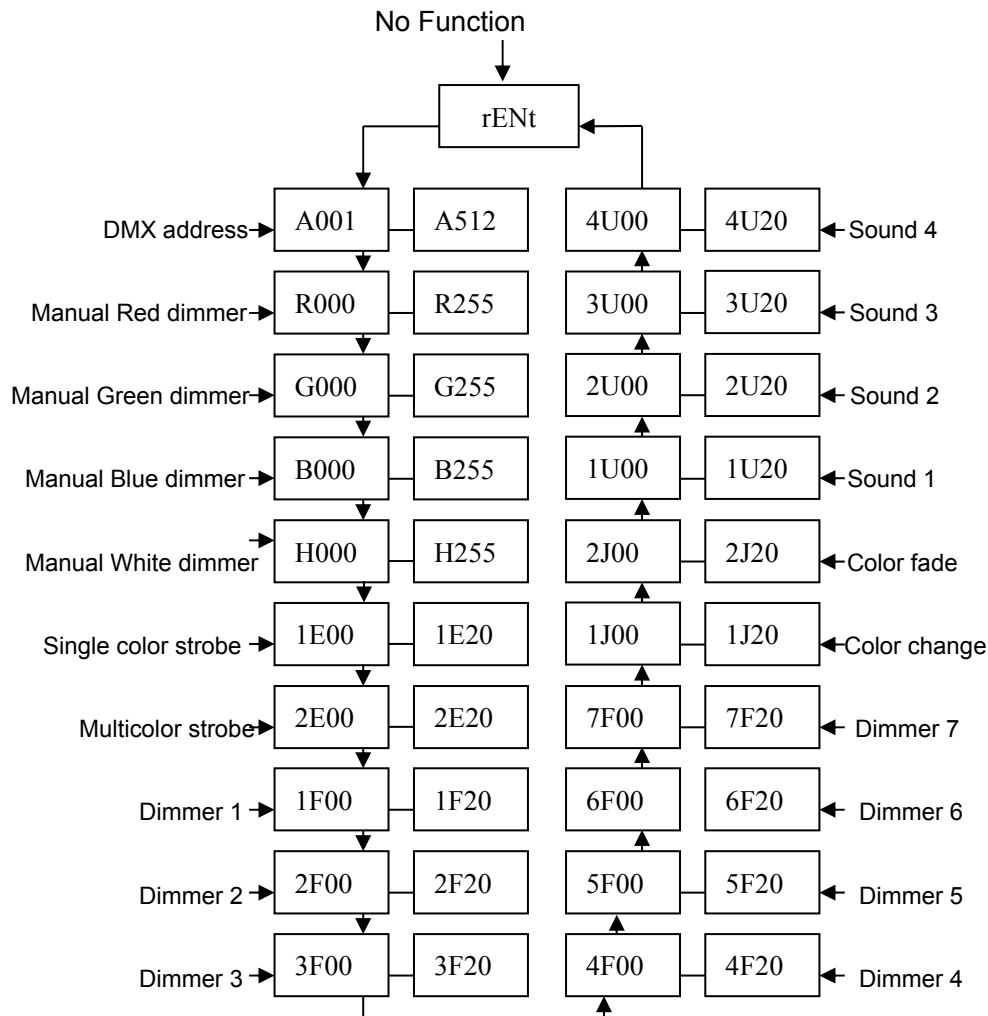 No Function
rENt
DMX address A001 A512 4U00 4U20 Sound 4
Manual Red dimmer R000 R255 3U00 3U20 Sound 3
Manual Green dimmer G000 G255 2U00 2U20 Sound 2
Manual Blue dimmer B000 B255 1U00 1U20 Sound 1
Manual White dimmer H000 H255 2J00 2J20 Color fade
Single color strobe 1E00 1E20 1J00 1J20 Color change
Multicolor strobe 2E00 2E20 7F00 7F20 Dimmer 7
Dimmer 1 1F00 1F20 6F00 6F20 Dimmer 6
Dimmer 2 2F00 2F20 5F00 5F20 Dimmer 5
Dimmer 3 3F00 3F20 4F00 4F20 Dimmer 4